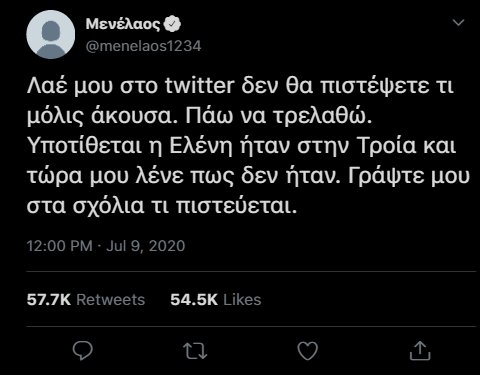 Μενέλαος
@menelaos1234
Λαέ μου στο twitter δεν θα πιστέψετε τι
μόλις άκουσα. Πάω να τρελαθώ.
Υποτίθεται η Ελένη ήταν στην Τροία και
τώρα μου λένε πως δεν ήταν. Γράψτε μου
στα σχόλια τι πιστεύεται.
12:00 PM · Jul 9, 2020
57.7K Retweets 54.5K Likes